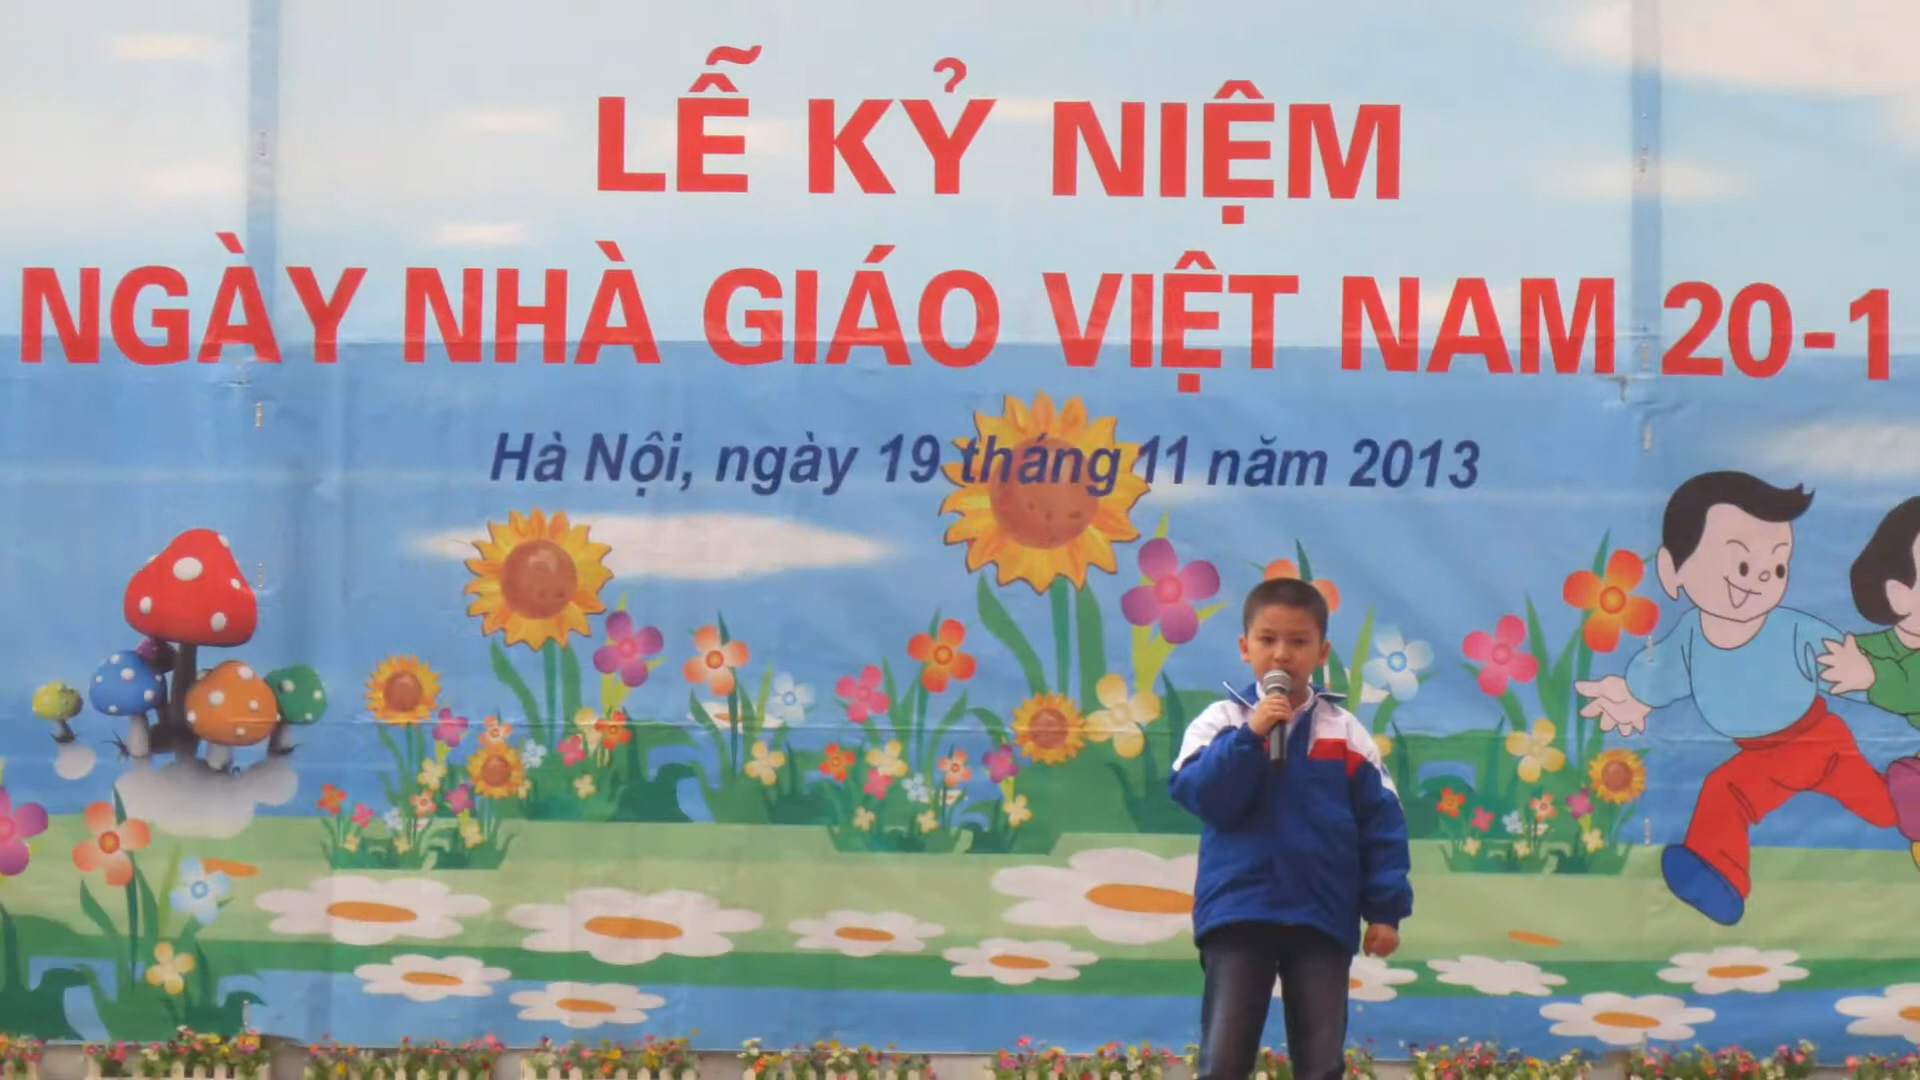 LỄ KỶ NIỆM
NGÀY NHÀ GIÁO VIỆT NAM 20-1
Hà Nội, ngày 19 tháng 11 năm 2013